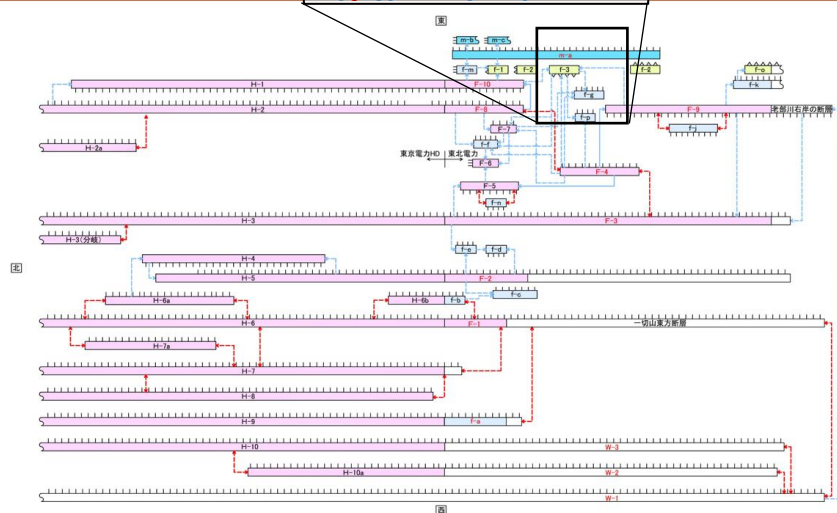 東
m-b
m-c
m-a
f-m
f-1
f-2
f-3
f-2
f-o
H-1
F-10
f-g
f-k
H-2
F-8
F-9
老部川右岸の断層
f-p
F-7
f-j
H-2a
f-f
東京電力HD
東北電力
F-6
F-4
F-5
f-n
H-3
F-3
H-3(分岐)
f-e
f-d
H-4
北
H-5
F-2
H-6a
H-6b
f-b
f-c
H-6
F-1
一切山東方断層
H-7a
H-7
H-8
H-9
f-a
H-10
W-3
H-10a
W-2
W-1
西